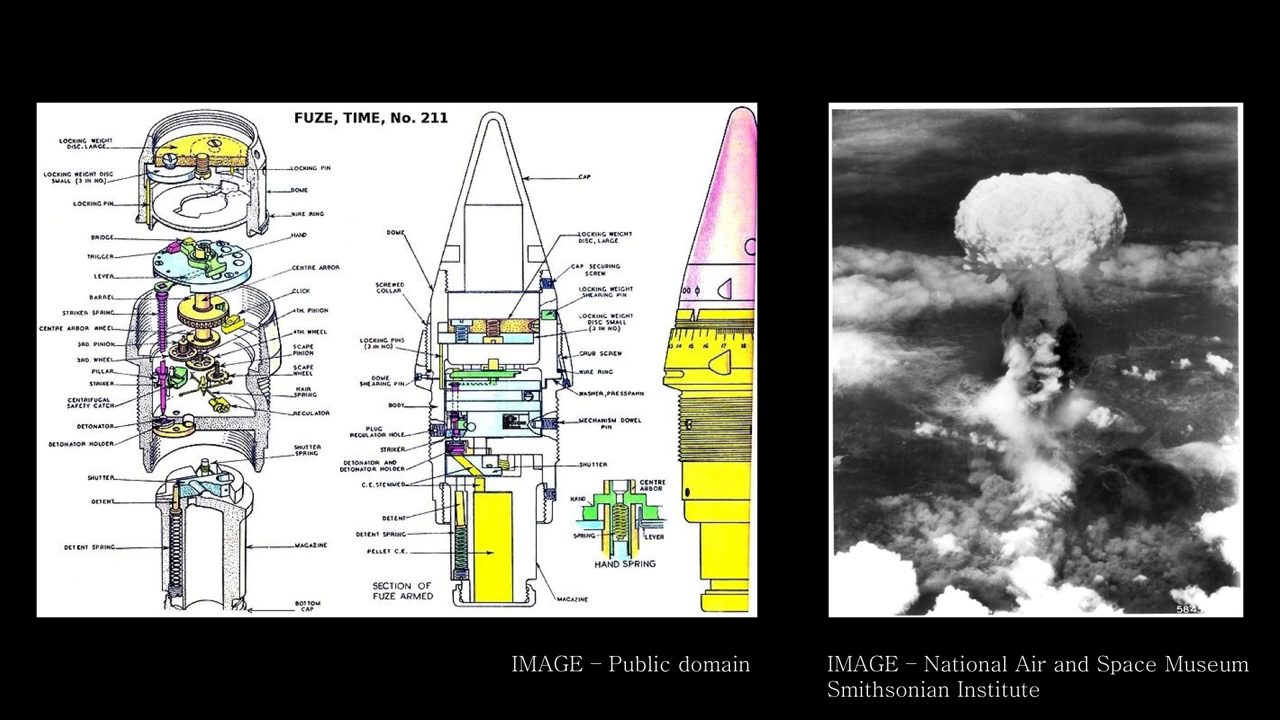 FUZE, TIME, No. 211
LOCKING WEIGHT
DISC. LARGE
LOCKING WEIGHT DISC
SMALL (3 IN NO.)
LOCKING PIN
BRIDGE
TRIGGER
LEVER
BARREL
STRIKER SPRING
CENTRE ARBOR WHEEL
3RD. PINION
3RD. WHEEL
PILLAR
STRIKER
CENTRIFUGAL
SAFETY CATCH
DETONATOR
DETONATOR HOLDER
SHUTTER
DETENT
DETENT SPRING
LOCKING PIN
DOME
WIRE RING
HAND
CENTRE ARBOR
CLICK
4TH. PINION
4TH. WHEEL
SCAPE
PINION
SCAPE
WHEEL
HAIR
SPRING
REGULATOR
SHUTTER
SPRING
MAGAZINE
BOTTOM
CAP
DOME
SCREWED
COLLAR
LOCKING PINS
(3 IN NO.)
DOME
SHEARING PIN
BODY
PLUG
REGULATOR HOLE
STRIKER
DETONATOR AND
DETONATOR HOLDER
C.E. STEMMED
DETENT
DETENT SPRING
PELLET C.E.
SECTION OF
FUZE ARMED
CAP
LOCKING WEIGHT
DISC, LARGE
CAP SECURING
SCREW
LOCKING WEIGHT
SHEARING PIN
LOCKING WEIGHT
DISC SMALL
(3 IN NO.)
GRUB SCREW
WIRE RING
WASHER, PRESSPAHN
MECHANISM DOWEL
PIN
SHUTTER
CENTRE
ARBOR
HAND
SPRING
LEVER
HAND SPRING
MAGAZINE
15 16 17 18
IMAGE – Public domain
IMAGE – National Air and Space Museum
Smithsonian Institute